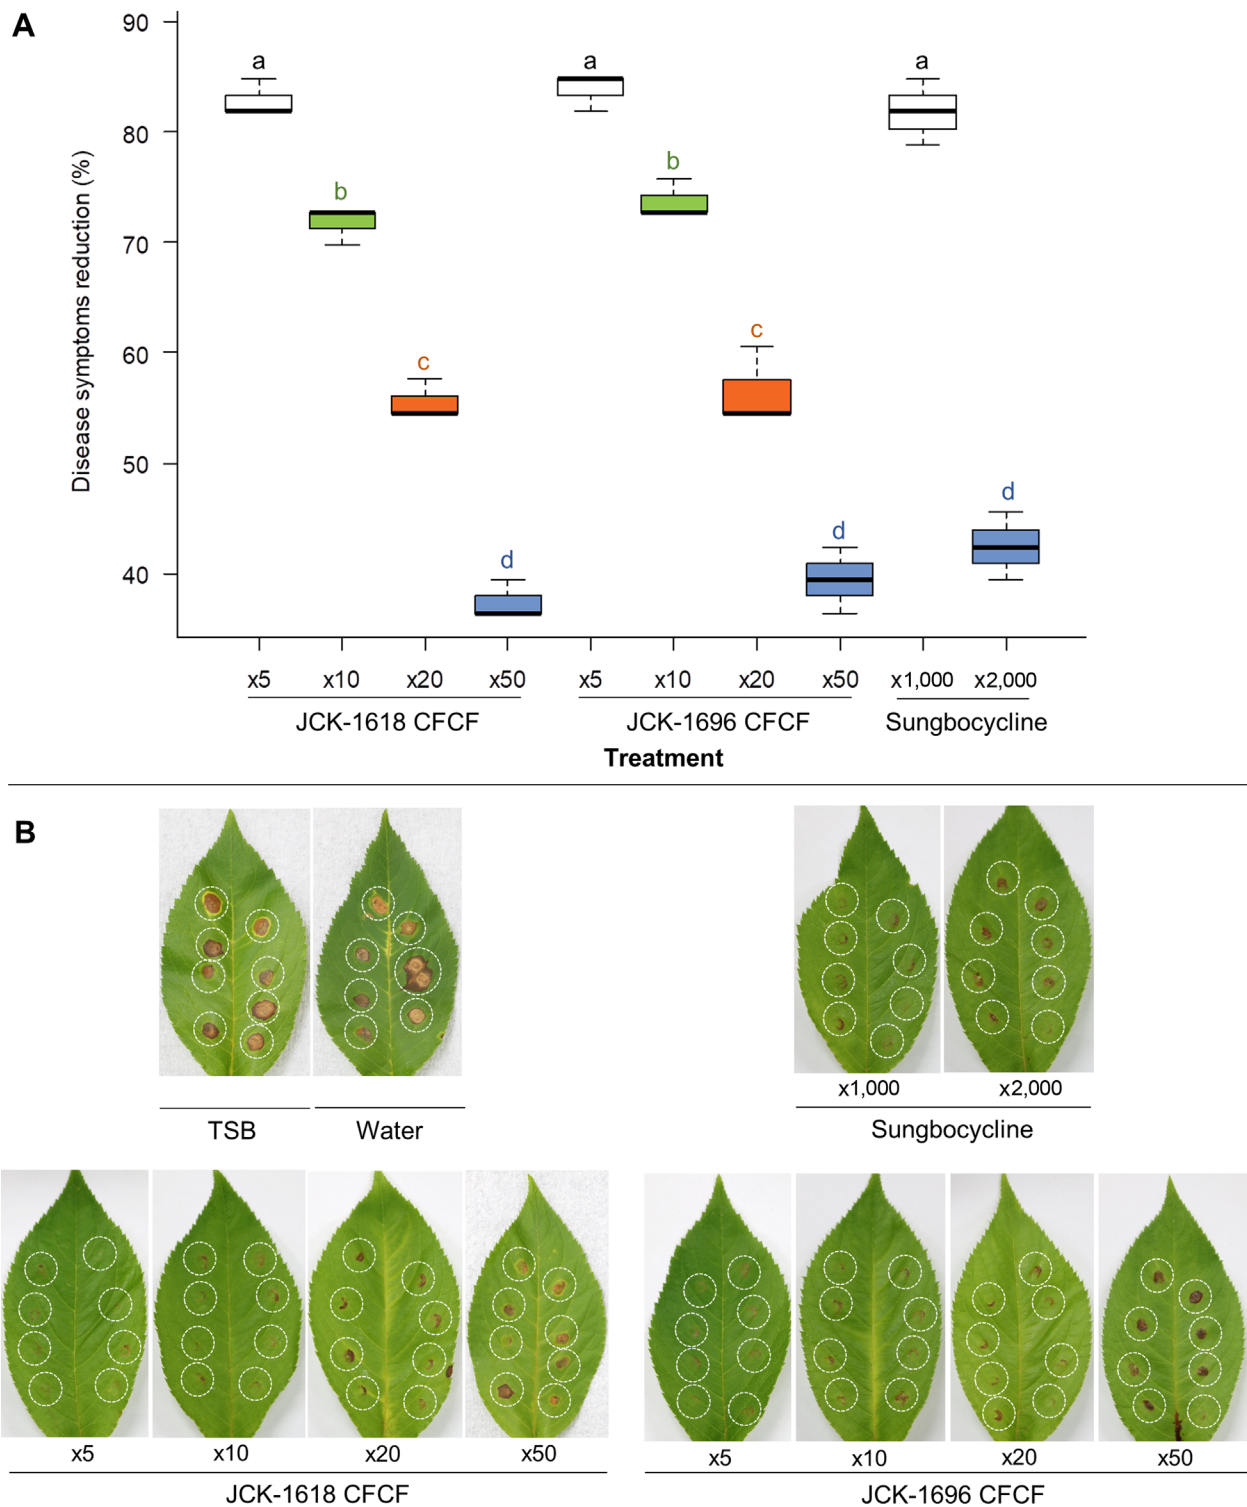 A
90
80
70
60
50
40
Disease symptoms reduction (%)
a
b
c
d
a
b
c
d
a
d
x5 x10 x20 x50 x5 x10 x20 x50 x1,000 x2,000
JCK-1618 CFCF JCK-1696 CFCF Sungbocycline
Treatment
B
x1,000 x2,000
TSB Water Sungbocycline
x5 x10 x20 x50 x5 x10 x20 x50
JCK-1618 CFCF JCK-1696 CFCF